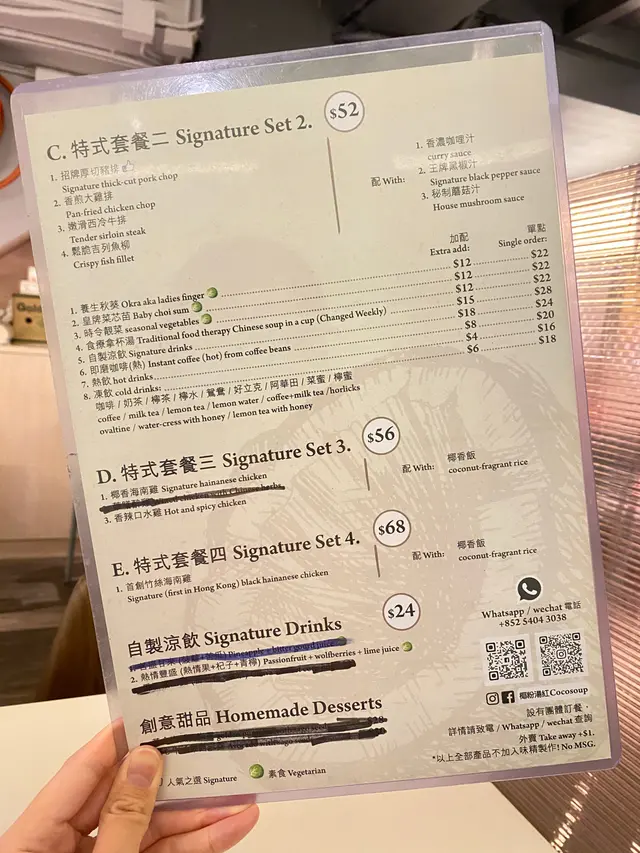 C. 特式套餐二 Signature Set 2. $52
1. 招牌厚切豬排
Signature thick-cut pork chop
2. 香煎大雞排
Pan-fried chicken chop
3. 嫩滑西冷牛排
Tender sirloin steak
4. 鬆脆吉列魚柳
Crispy fish fillet
配 With:
1. 香濃咖哩汁
curry sauce
2. 王牌黑椒汁
Signature black pepper sauce
3. 秘制蘑菇汁
House mushroom sauce
加配 單點
Extra add: Single order:
1. 養生秋葵 Okra aka ladies finger $12 $22
2. 皇牌菜芯苗 Baby choi sum $12 $22
3. 時令靚菜 seasonal vegetables $12 $22
4. 食療拿杯湯 Traditional food therapy Chinese soup in a cup (Changed Weekly) $15 $28
5. 自製涼飲 Signature drinks $18 $24
6. 即磨咖啡(熱) Instant coffee (hot) from coffee beans $8 $20
7. 熱飲 hot drinks $4 $16
8. 凍飲 cold drinks: $6 $18
咖啡 / 奶茶 / 檸茶 / 檸水 / 鴛鴦 / 好立克 / 阿華田 / 菜蜜 / 檸蜜
coffee / milk tea / lemon tea / lemon water / coffee+milk tea /horlicks
ovaltine / water-cress with honey / lemon tea with honey
D. 特式套餐三 Signature Set 3. $56
1. 椰香海南雞 Signature hainanese chicken
chicken with Chinese herbs
3. 香辣口水雞 Hot and spicy chicken
配 With:
椰香飯
coconut-fragrant rice
E. 特式套餐四 Signature Set 4. $68
1. 首創竹絲海南雞
Signature (first in Hong Kong) black hainanese chicken
配 With:
椰香飯
coconut-fragrant rice
自製涼飲 Signature Drinks $24
Pineapple + bitter gourd juice
2. 熱情豐盛 (熱情果+杞子+青檸) Passionfruit + wolfberries + lime juice
創意甜品 Homemade Desserts
人氣之選 Signature
素食 Vegetarian
Whatsapp / wechat 電話
+852 5404 3038
椰粉湯紅 Cocosoup
設有團體訂餐，
詳情請致電 / Whatsapp / wechat 查詢
外賣 Take away +$1.
*以上全部產品不加入味精製作! No MSG.